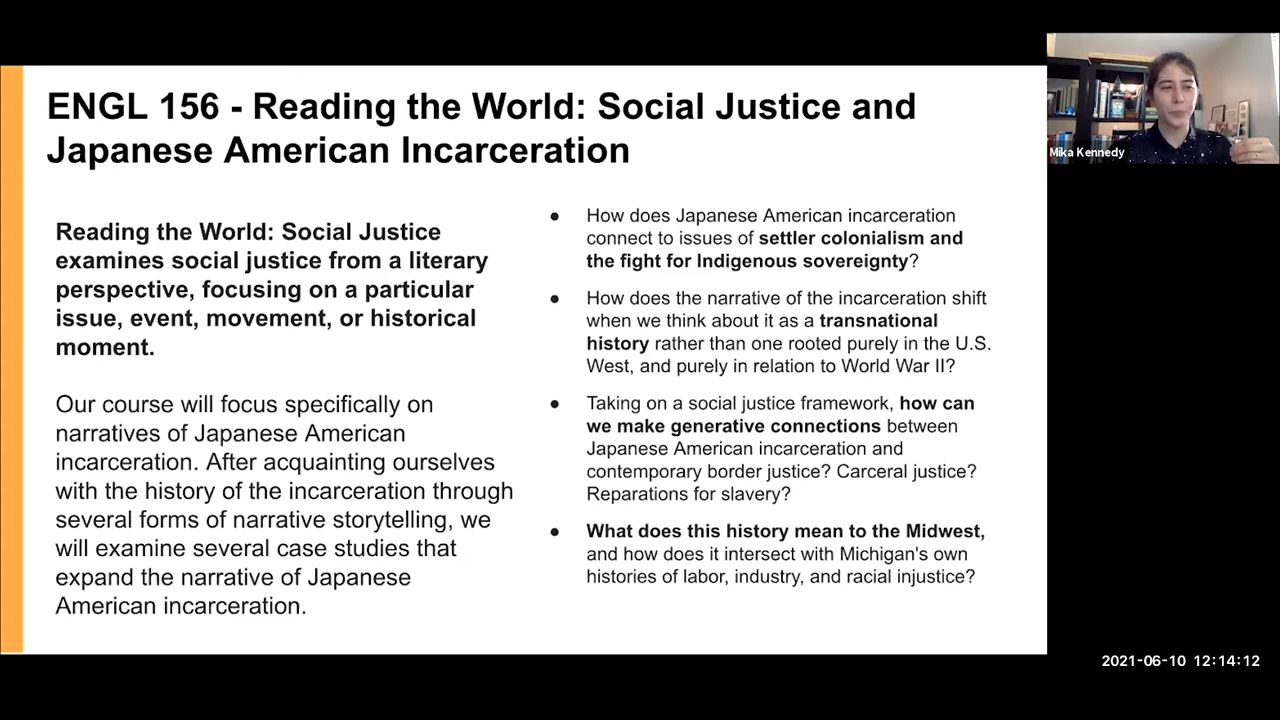 ENGL 156 - Reading the World: Social Justice and
Japanese American Incarceration
Reading the World: Social Justice
examines social justice from a literary
perspective, focusing on a particular
issue, event, movement, or historical
moment.
Our course will focus specifically on
narratives of Japanese American
incarceration. After acquainting ourselves
with the history of the incarceration through
several forms of narrative storytelling, we
will examine several case studies that
expand the narrative of Japanese
American incarceration.
● How does Japanese American incarceration
connect to issues of settler colonialism and
the fight for Indigenous sovereignty?
● How does the narrative of the incarceration shift
when we think about it as a transnational
history rather than one rooted purely in the U.S.
West, and purely in relation to World War II?
● Taking on a social justice framework, how can
we make generative connections between
Japanese American incarceration and
contemporary border justice? Carceral justice?
Reparations for slavery?
● What does this history mean to the Midwest,
and how does it intersect with Michigan's own
histories of labor, industry, and racial injustice?
Mika Kennedy
2021-06-10 12:14:12